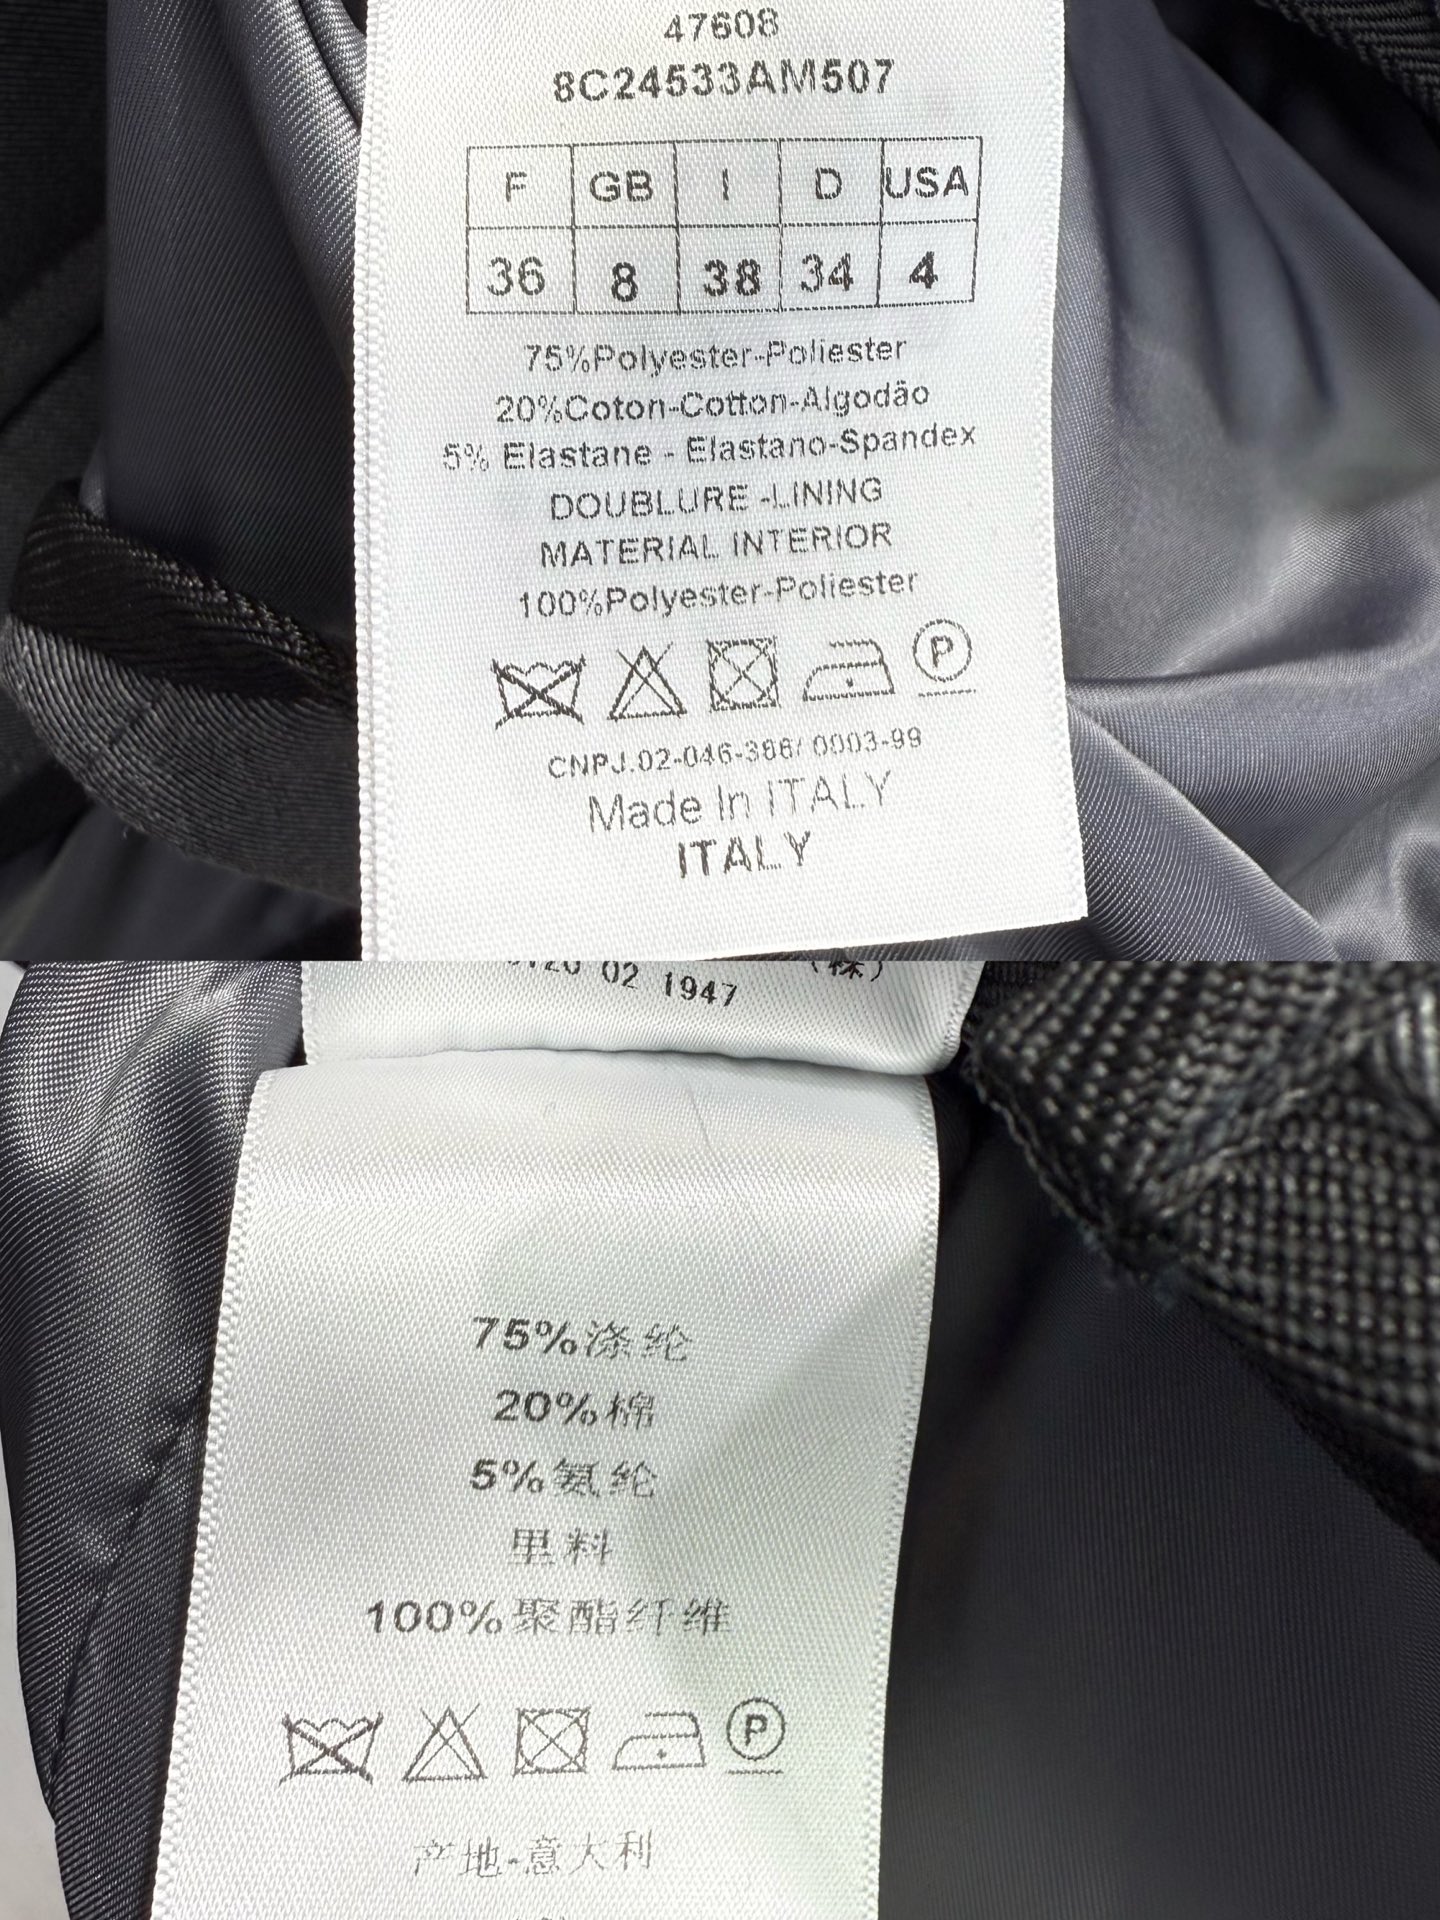 47608
8C24533AM507
F GB I D USA
36 8 38 34 4
75%Polyester-Poliester
20%Coton-Cotton-Algodão
5% Elastane - Elastano-Spandex
DOUBLURE -LINING
MATERIAL INTERIOR
100%Polyester-Poliester
P
CNPJ.02-046-366/ 0003-99
Made In ITALY
ITALY
02 1947
75%涤纶
20%棉
5%氨纶
里料
100%聚酯纤维
P
产地-意大利